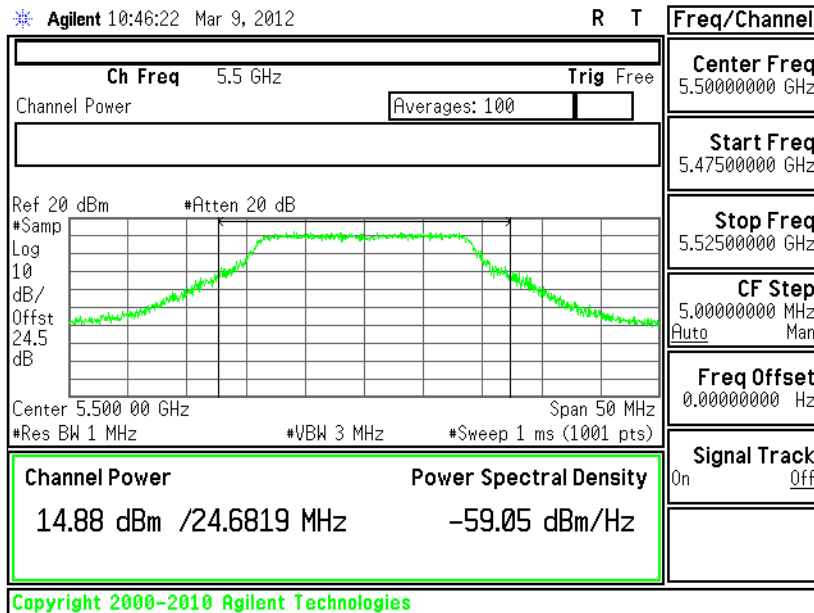 Agilent 10:46:22 Mar 9, 2012 R T
Freq/Channel
Ch Freq 5.5 GHz Trig Free
Channel Power Averages: 100
Center Freq
5.50000000 GHz
Start Freq
5.47500000 GHz
Ref 20 dBm #Atten 20 dB
#Samp
Log
10
dB/
Offst
24.5
dB
Stop Freq
5.52500000 GHz
CF Step
5.00000000 MHz
Auto Man
Freq Offset
0.00000000 Hz
Center 5.500 00 GHz Span 50 MHz
#Res BW 1 MHz #VBW 3 MHz #Sweep 1 ms (1001 pts)
Signal Track
On Off
Channel Power Power Spectral Density
14.88 dBm /24.6819 MHz -59.05 dBm/Hz
Copyright 2000-2010 Agilent Technologies